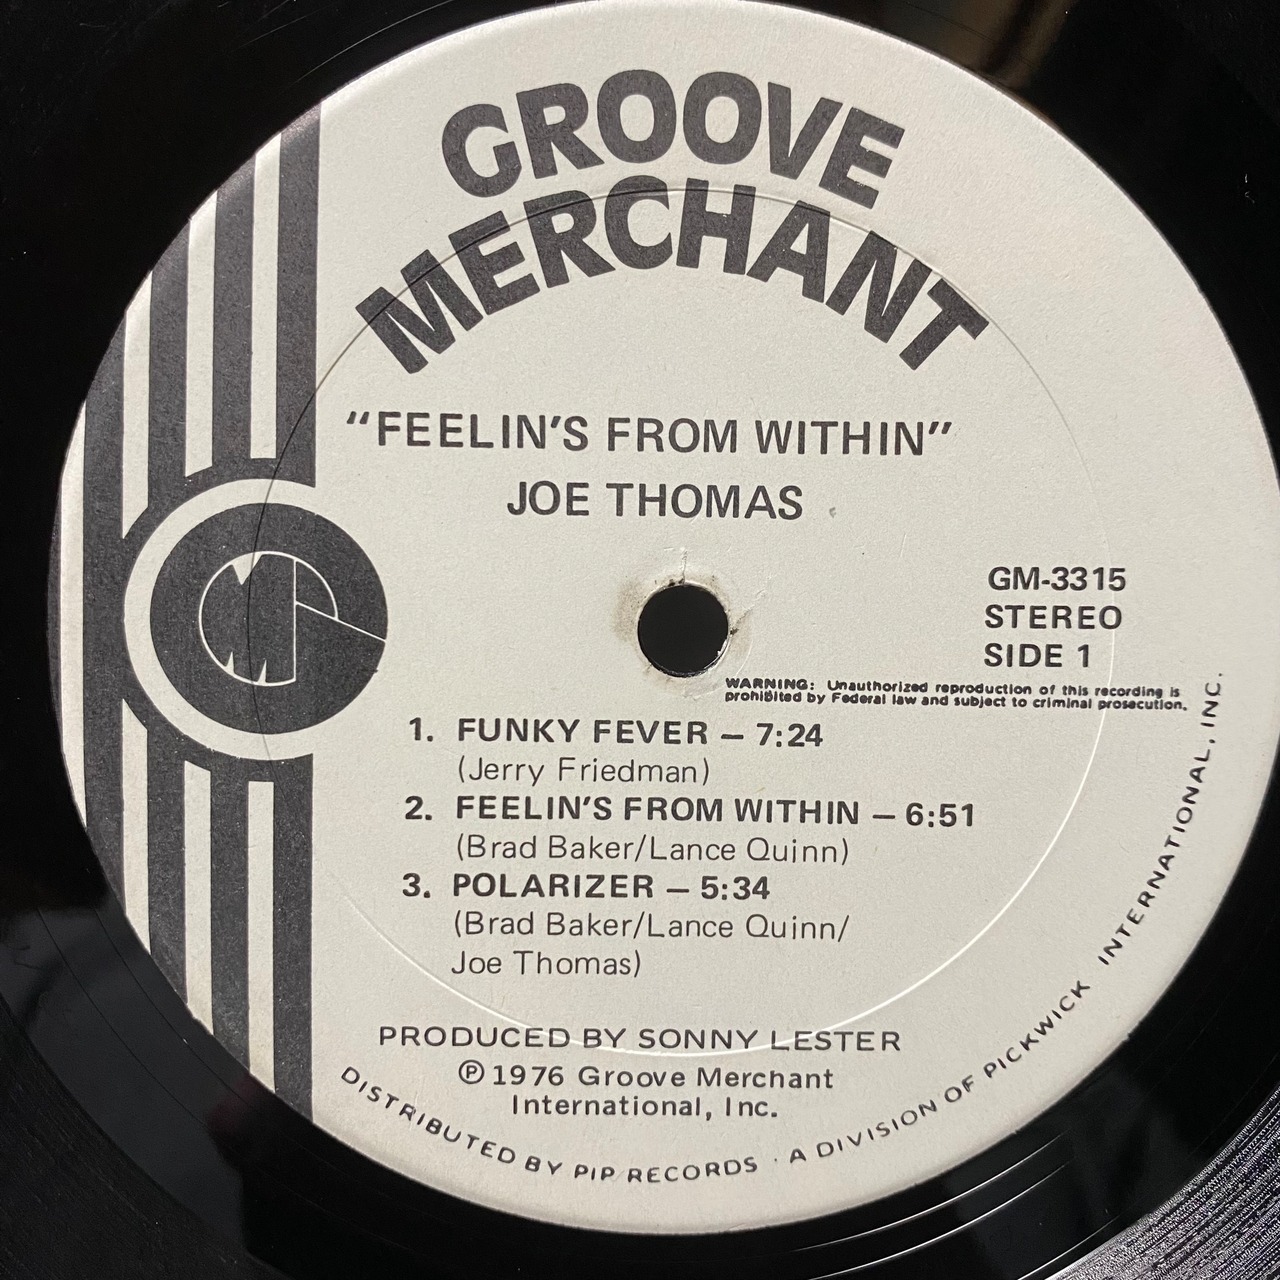 GROOVE
MERCHANT
"FEELIN'S FROM WITHIN"
JOE THOMAS
GM-3315
STEREO
SIDE 1
WARNING: Unauthorized reproduction of this recording is
prohibited by Federal law and subject to criminal prosecution.
1. FUNKY FEVER – 7:24
(Jerry Friedman)
2. FEELIN'S FROM WITHIN – 6:51
(Brad Baker/Lance Quinn)
3. POLARIZER – 5:34
(Brad Baker/Lance Quinn/
Joe Thomas)
PRODUCED BY SONNY LESTER
℗ 1976 Groove Merchant
International, Inc.
DISTRIBUTED BY PIP RECORDS · A DIVISION OF PICKWICK INTERNATIONAL, INC.